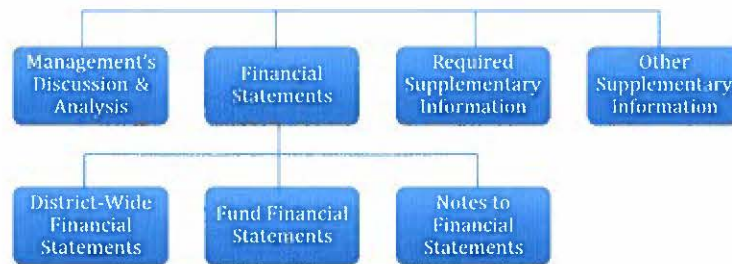 Management's
Discussion &
Analysis
Financial
Statements
Required
Supplementary
Information
Other
Supplementary
Information
District-Wide
Financial
Statements
Fund Financial
Statements
Notes to
Financial
Statements